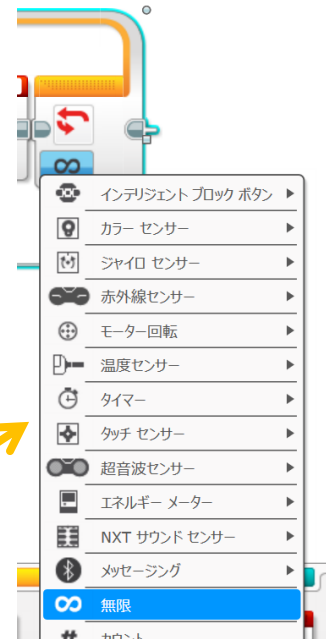 インテリジェント ブロック ボタン
カラー センサー
ジャイロ センサー
赤外線センサー
モーター回転
温度センサー
タイマー
タッチ センサー
超音波センサー
エネルギー メーター
NXT サウンド センサー
メッセージング
無限
カウント